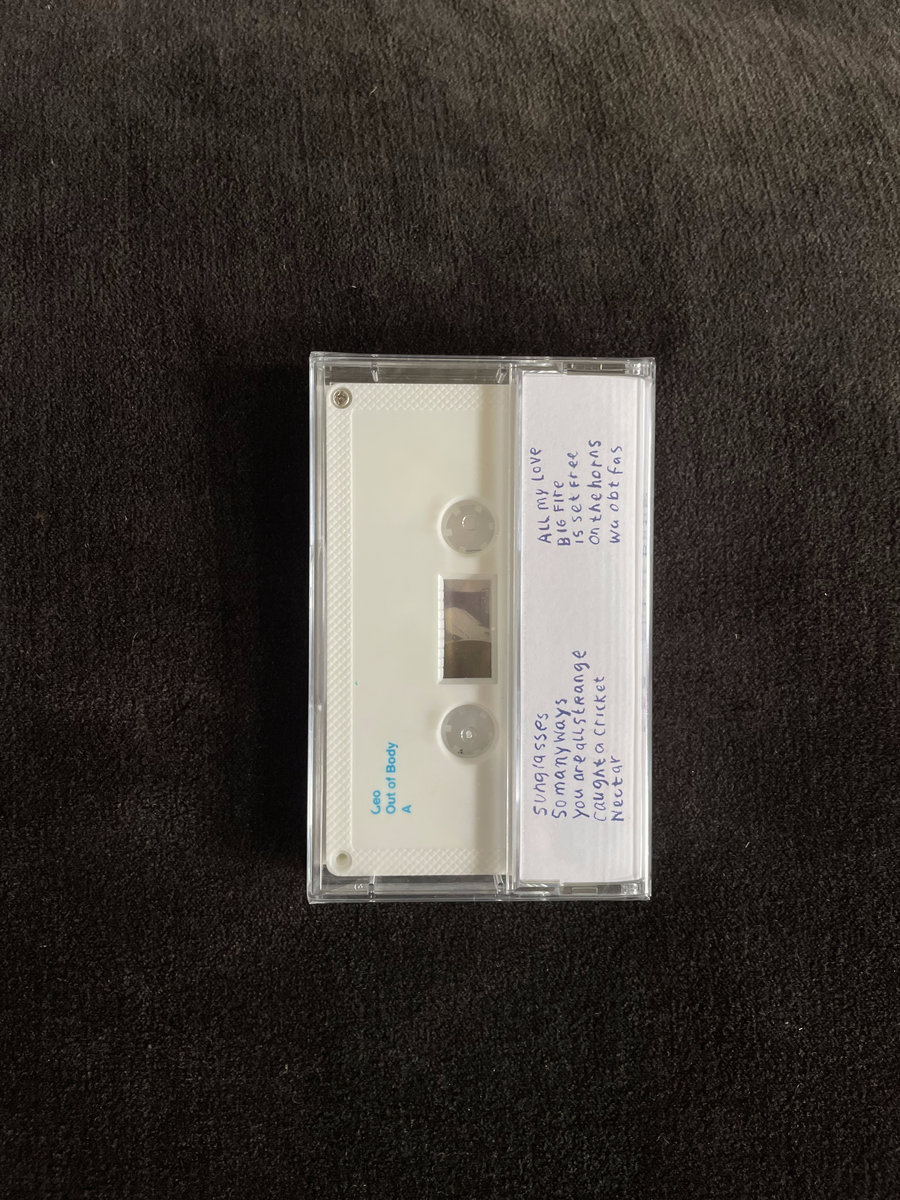 Geo
Out of Body
A
Sunglasses
So many ways
you are all strange
caught a cricket
Nectar
ALL My LOVE
BIG FIRE
is set free
on the horns
wu obt fas